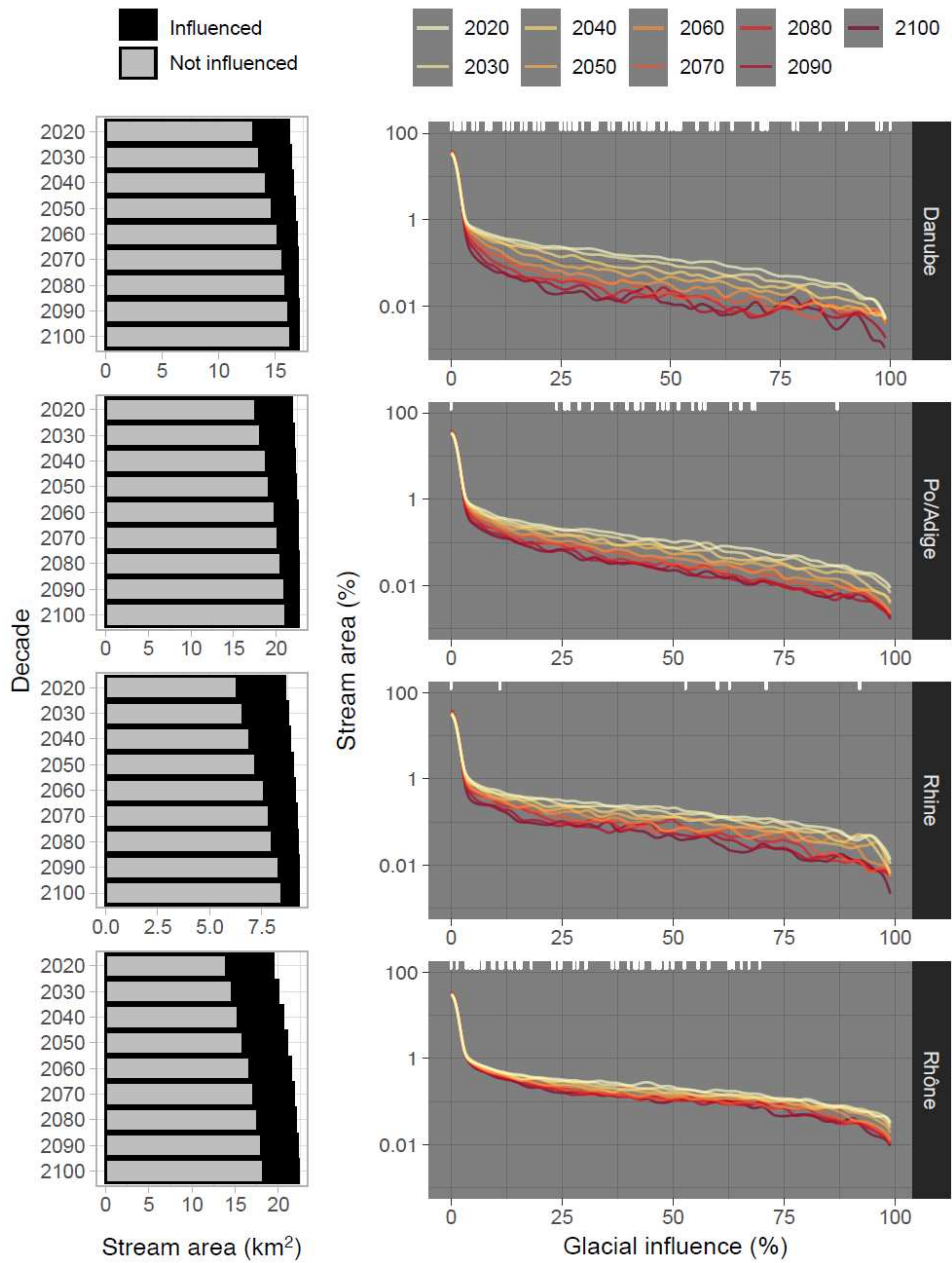 Influenced
Not influenced
2020 2040 2060 2080 2100
2030 2050 2070 2090
Decade
2020
2030
2040
2050
2060
2070
2080
2090
2100
0 5 10 15
2020
2030
2040
2050
2060
2070
2080
2090
2100
0 5 10 15 20
2020
2030
2040
2050
2060
2070
2080
2090
2100
0.0 2.5 5.0 7.5
2020
2030
2040
2050
2060
2070
2080
2090
2100
0 5 10 15 20
Stream area (km²)
Stream area (%)
100
1
0.01
0 25 50 75 100
Danube
100
1
0.01
0 25 50 75 100
Po/Adige
100
1
0.01
0 25 50 75 100
Rhine
100
1
0.01
0 25 50 75 100
Rhône
Glacial influence (%)